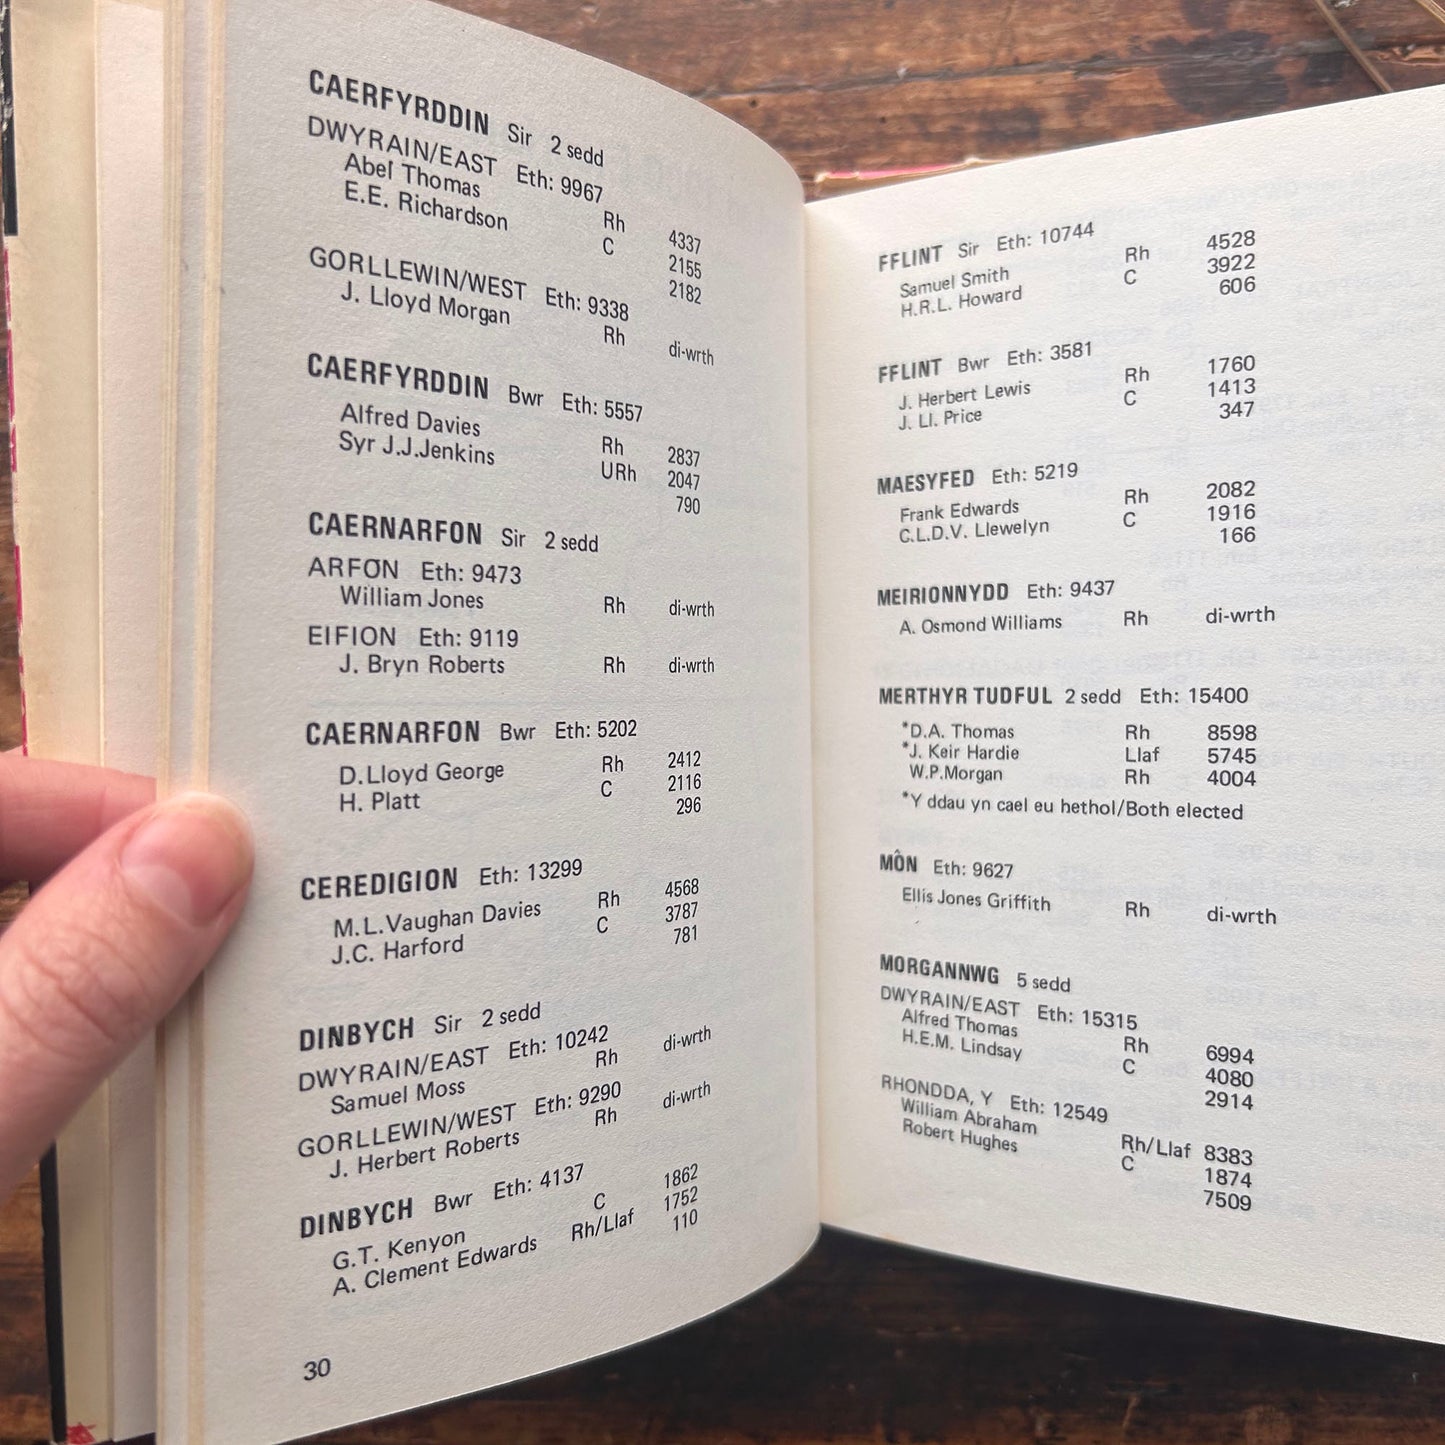 CAERFYRDDIN Sir 2 sedd
DWYRAIN/EAST Eth: 9967
Abel Thomas Rh 4337
E.E. Richardson C 2155
2182
GORLLEWIN/WEST Eth: 9338
J. Lloyd Morgan Rh di-wrth
CAERFYRDDIN Bwr Eth: 5557
Alfred Davies Rh 2837
Syr J.J.Jenkins URh 2047
790
CAERNARFON Sir 2 sedd
ARFON Eth: 9473
William Jones Rh di-wrth
EIFION Eth: 9119
J. Bryn Roberts Rh di-wrth
CAERNARFON Bwr Eth: 5202
D.Lloyd George Rh 2412
H. Platt C 2116
296
CEREDIGION Eth: 13299
M.L.Vaughan Davies Rh 4568
J.C. Harford C 3787
781
DINBYCH Sir 2 sedd
DWYRAIN/EAST Eth: 10242
Samuel Moss Rh di-wrth
GORLLEWIN/WEST Eth: 9290
J. Herbert Roberts Rh di-wrth
DINBYCH Bwr Eth: 4137
G.T. Kenyon C 1862
A. Clement Edwards Rh/Llaf 1752
110
30
FFLINT Sir Eth: 10744
Samuel Smith Rh 4528
H.R.L. Howard C 3922
606
FFLINT Bwr Eth: 3581
J. Herbert Lewis Rh 1760
J. Ll. Price C 1413
347
MAESYFED Eth: 5219
Frank Edwards Rh 2082
C.L.D.V. Llewelyn C 1916
166
MEIRIONNYDD Eth: 9437
A. Osmond Williams Rh di-wrth
MERTHYR TUDFUL 2 sedd Eth: 15400
*D.A. Thomas Rh 8598
*J. Keir Hardie Llaf 5745
W.P.Morgan Rh 4004
*Y ddau yn cael eu hethol/Both elected
MÔN Eth: 9627
Ellis Jones Griffith Rh di-wrth
MORGANNWG 5 sedd
DWYRAIN/EAST Eth: 15315
Alfred Thomas Rh 6994
H.E.M. Lindsay C 4080
2914
RHONDDA, Y Eth: 12549
William Abraham Rh/Llaf 8383
Robert Hughes C 1874
7509